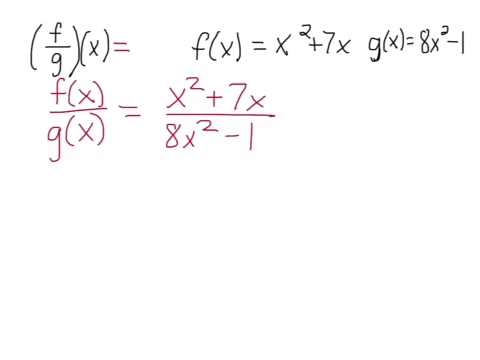 (f/g)(x) = f(x) = x²+7x g(x) = 8x²-1
f(x)/g(x) = (x²+7x)/(8x²-1)